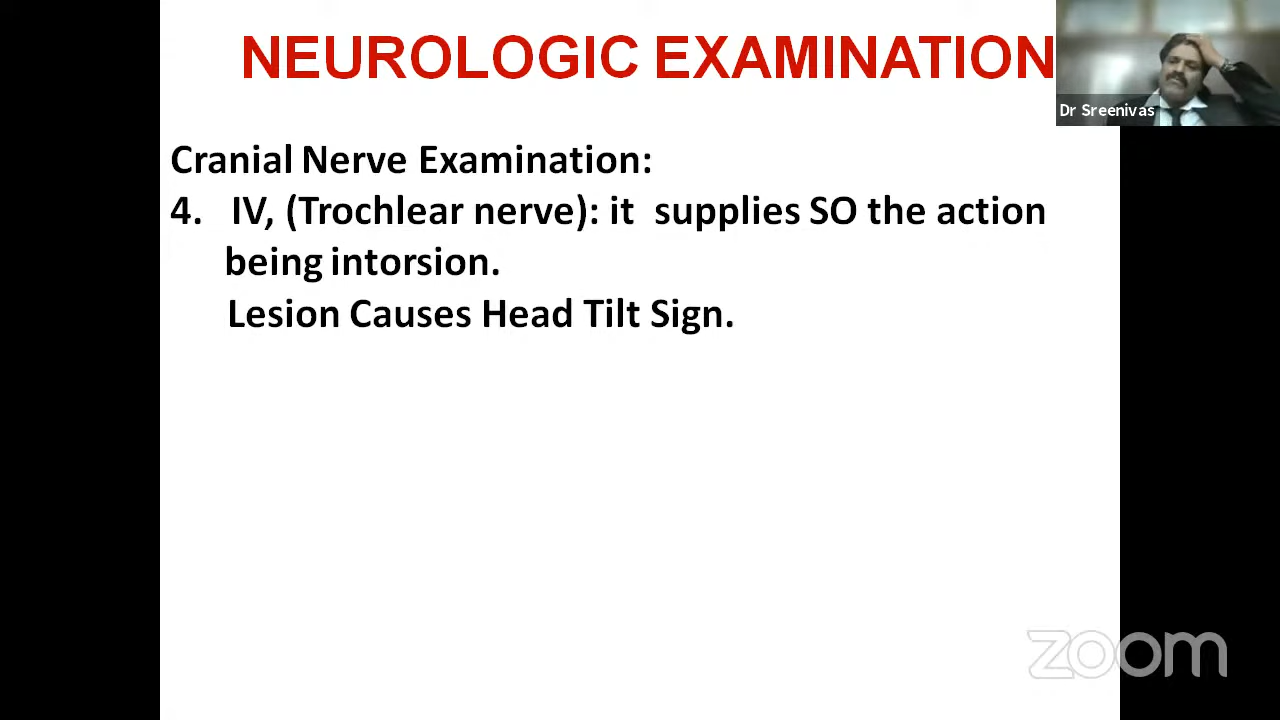 NEUROLOGIC EXAMINATION
Dr Sreenivas
Cranial Nerve Examination:
4. IV, (Trochlear nerve): it supplies SO the action
being intorsion.
Lesion Causes Head Tilt Sign.
zoom